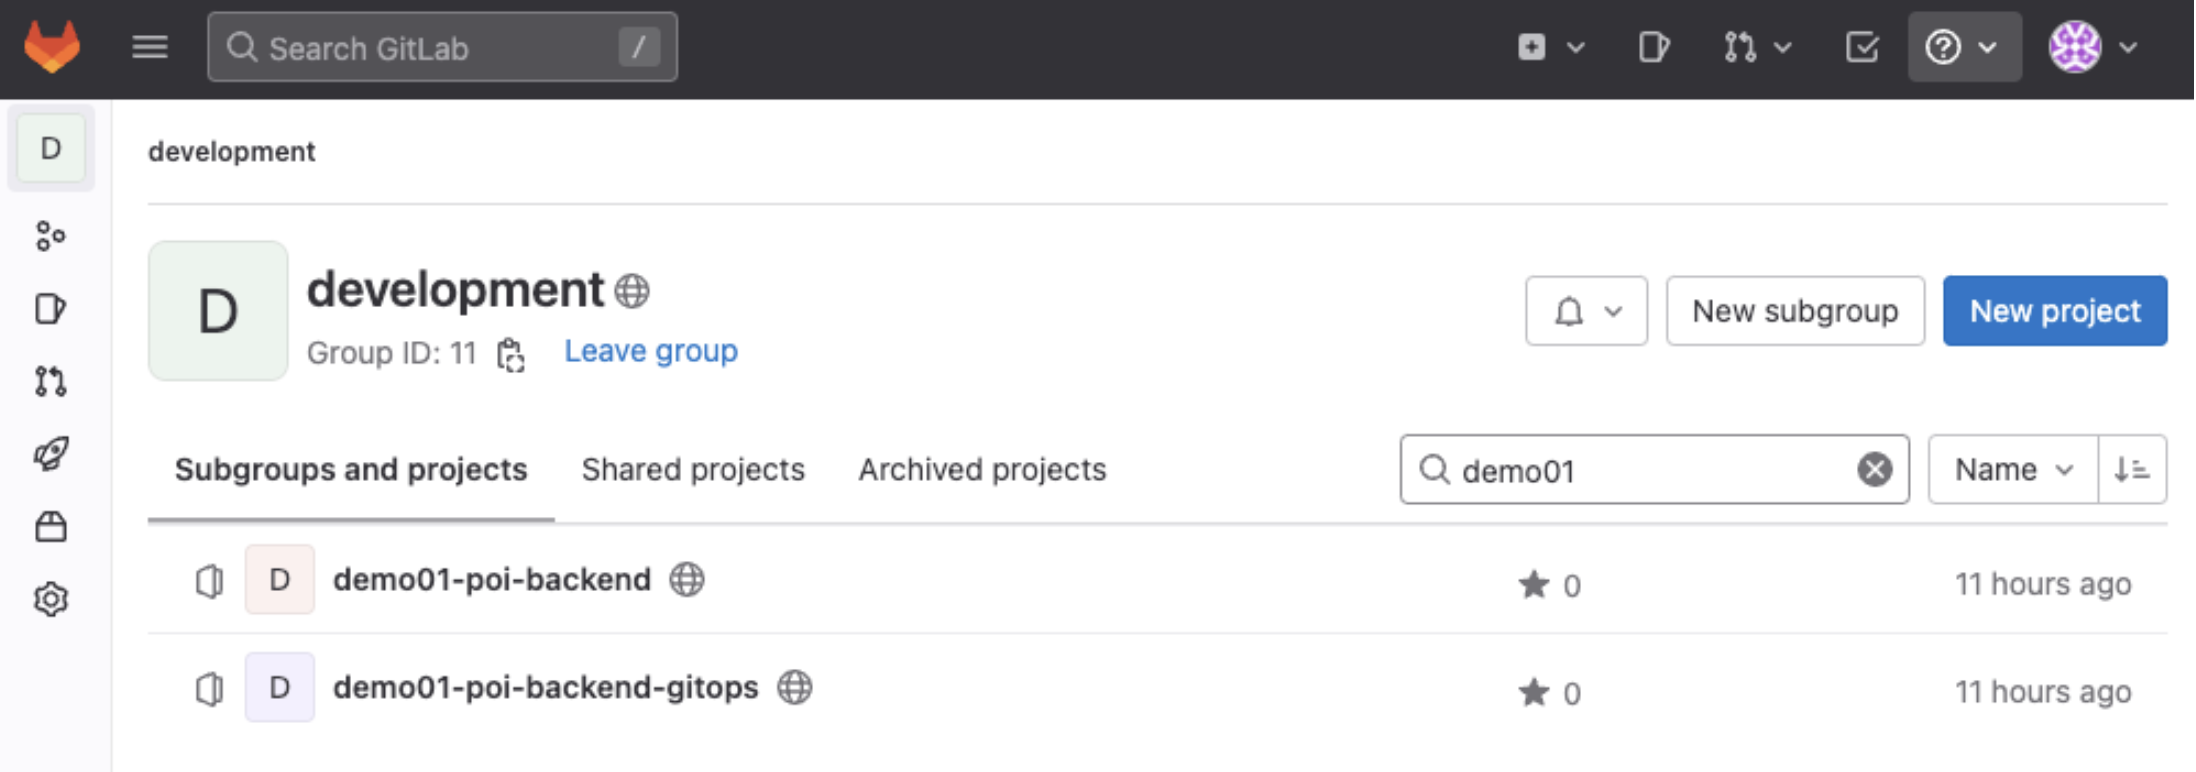 Search GitLab /
D
development
D
development
Group ID: 11 Leave group
New subgroup
New project
Subgroups and projects Shared projects Archived projects
demo01
Name
D demo01-poi-backend 0 11 hours ago
D demo01-poi-backend-gitops 0 11 hours ago